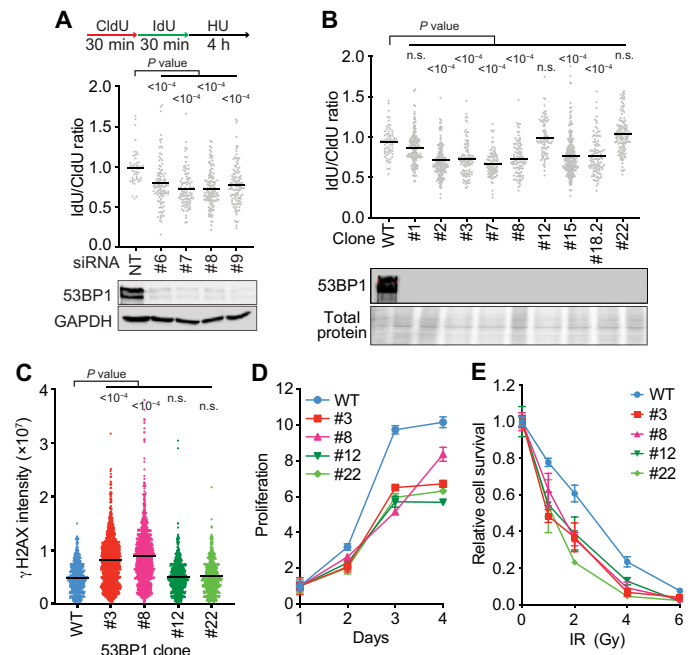 A
CldU IdU HU
30 min 30 min 4 h
P value
<10⁻⁴ <10⁻⁴
<10⁻⁴ <10⁻⁴
2.0
1.5
1.0
0.5
0.0
IdU/CldU ratio
siRNA NT #6 #7 #8 #9
53BP1
GAPDH
B
P value
n.s. <10⁻⁴ <10⁻⁴ <10⁻⁴ n.s.
<10⁻⁴ <10⁻⁴ n.s. <10⁻⁴
2.0
1.5
1.0
0.5
0.0
IdU/CldU ratio
Clone WT #1 #2 #3 #7 #8 #12 #15 #18.2 #22
53BP1
Total
protein
C
P value
<10⁻⁴ <10⁻⁴ n.s. n.s.
4
3
2
1
0
γH2AX intensity (×10⁷)
WT #3 #8 #12 #22
53BP1 clone
D
12
10
8
6
4
2
0
Proliferation
WT
#3
#8
#12
#22
1 2 3 4
Days
E
1.2
1.0
0.8
0.6
0.4
0.2
0.0
Relative cell survival
WT
#3
#8
#12
#22
0 2 4 6
IR (Gy)